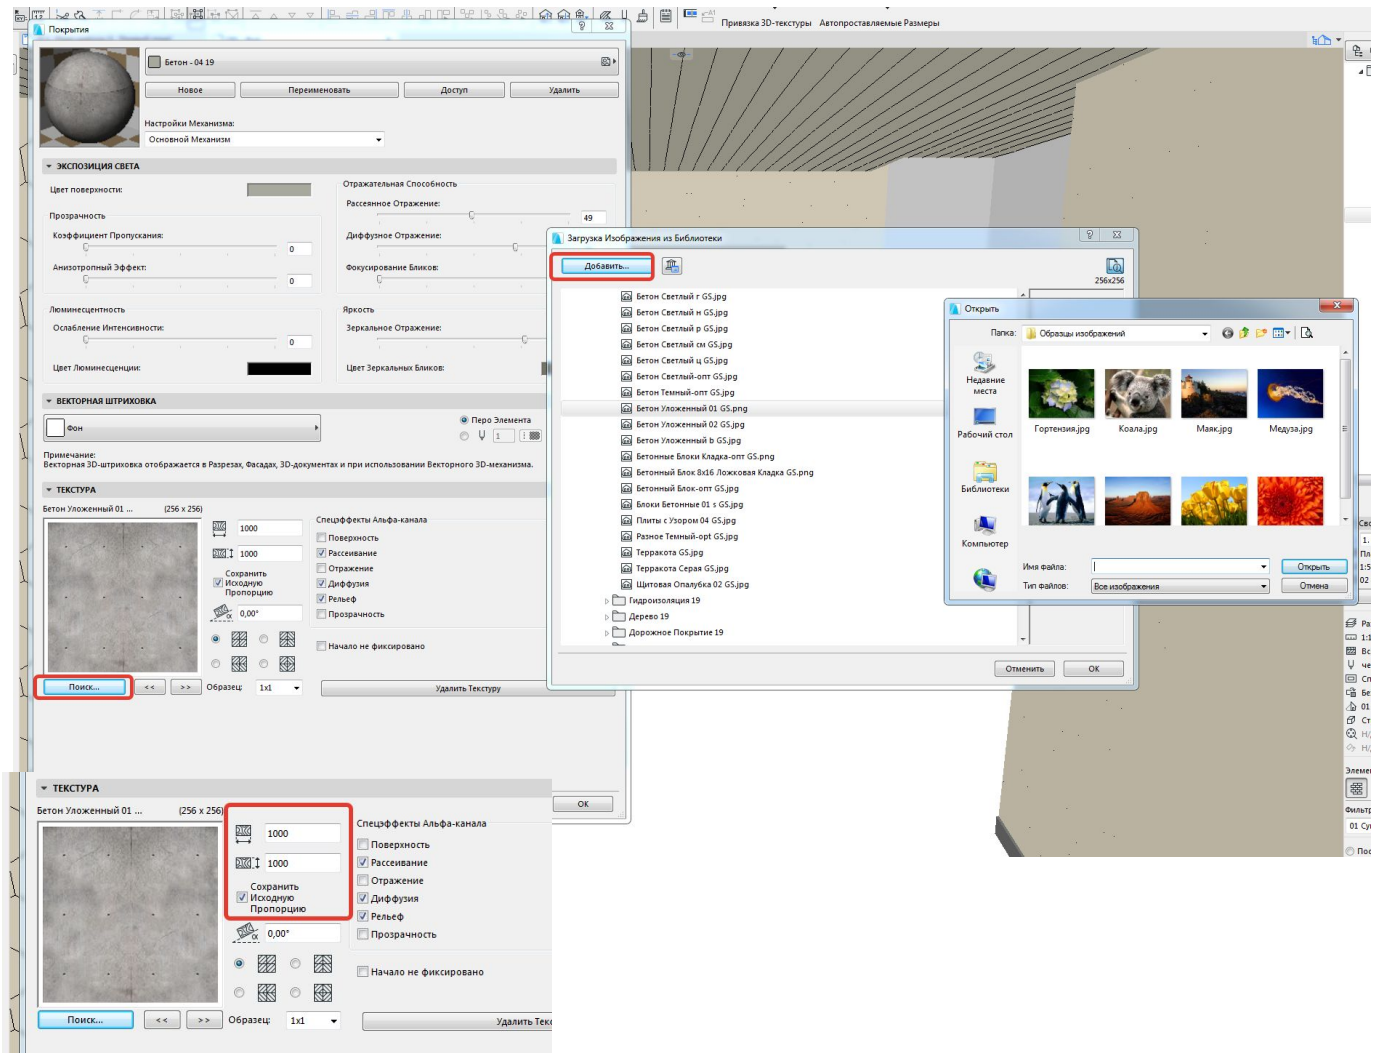 Привязка 3D-текстуры Автопроставляемые Размеры
Покрытия
Бетон - 04 19
Новое Переименовать Доступ Удалить
Настройки Механизма:
Основной Механизм
ЭКСПОЗИЦИЯ СВЕТА
Цвет поверхности:
Отражательная Способность
Рассеянное Отражение:
49
Прозрачность
Коэффициент Пропускания:
0
Диффузное Отражение:
Анизотропный Эффект:
0
Фокусирование Бликов:
Люминесцентность
Ослабление Интенсивности:
0
Яркость
Зеркальное Отражение:
Цвет Люминесценции:
Цвет Зеркальных Бликов:
ВЕКТОРНАЯ ШТРИХОВКА
Фон
Перо Элемента
1
Примечание:
Векторная 3D-штриховка отображается в Разрезах, Фасадах, 3D-документах и при использовании Векторного 3D-механизма.
ТЕКСТУРА
Бетон Уложенный 01 ... (256 x 256)
1000
1000
Сохранить
Исходную
Пропорцию
0,00°
Спецэффекты Альфа-канала
Поверхность
Рассеивание
Отражение
Диффузия
Рельеф
Прозрачность
Начало не фиксировано
Поиск... << >> Образец: 1x1 Удалить Текстуру
OK
Загрузка Изображения из Библиотеки
Добавить...
256x256
Бетон Светлый г GS.jpg
Бетон Светлый н GS.jpg
Бетон Светлый р GS.jpg
Бетон Светлый см GS.jpg
Бетон Светлый ц GS.jpg
Бетон Светлый-опт GS.jpg
Бетон Темный-опт GS.jpg
Бетон Уложенный 01 GS.png
Бетон Уложенный 02 GS.jpg
Бетон Уложенный b GS.jpg
Бетонные Блоки Кладка-опт GS.png
Бетонный Блок 8x16 Ложковая Кладка GS.png
Бетонный Блок-опт GS.jpg
Блоки Бетонные 01 s GS.jpg
Плиты с Узором 04 GS.jpg
Разное Темный-opt GS.jpg
Терракота GS.jpg
Терракота Серая GS.jpg
Щитовая Опалубка 02 GS.jpg
Гидроизоляция 19
Дерево 19
Дорожное Покрытие 19
Отменить OK
Открыть
Папка: Образцы изображений
Недавние
места
Рабочий стол
Библиотеки
Компьютер
Гортензия.jpg Коала.jpg Маяк.jpg Медуза.jpg
Имя файла: Открыть
Тип файлов: Все изображения Отмена
1:5
02
1:1
01
Элемен
Фильтр
01
ТЕКСТУРА
Бетон Уложенный 01 ... (256 x 256)
1000
1000
Сохранить
Исходную
Пропорцию
0,00°
Спецэффекты Альфа-канала
Поверхность
Рассеивание
Отражение
Диффузия
Рельеф
Прозрачность
Начало не фиксировано
Поиск... << >> Образец: 1x1 Удалить Тек